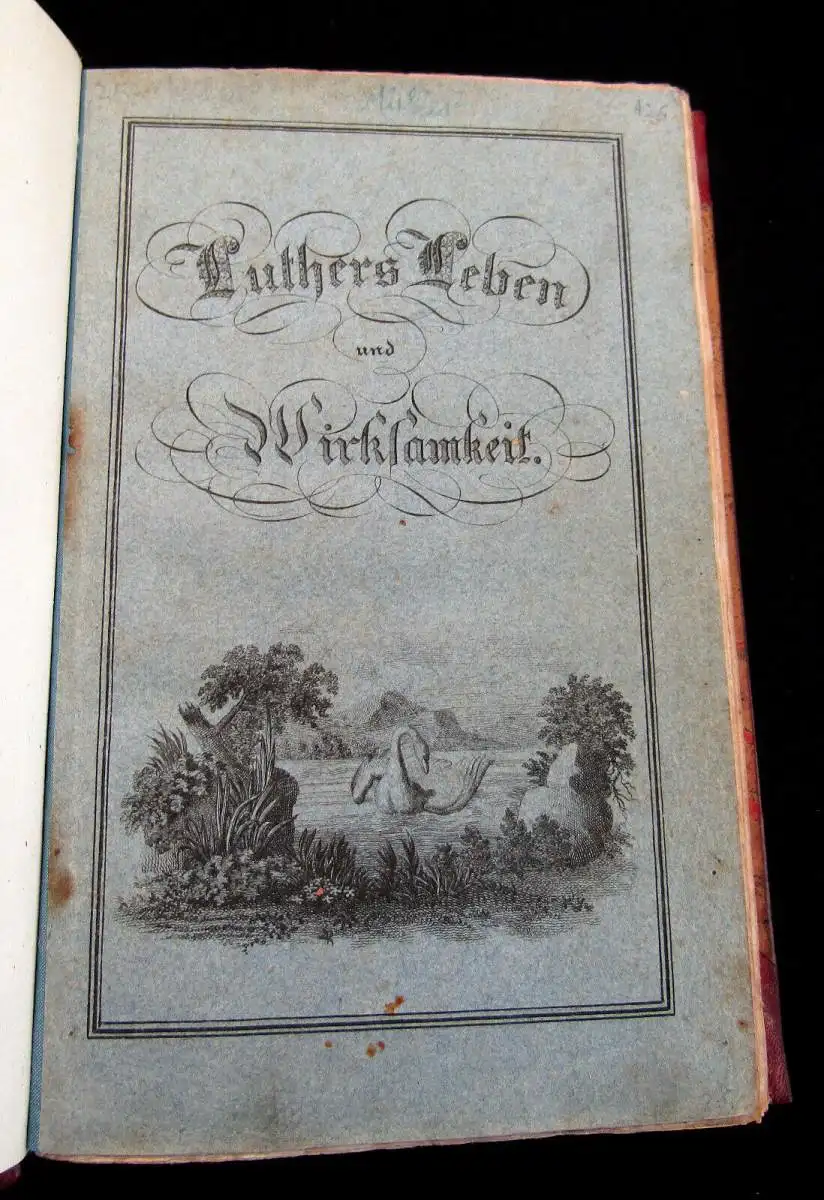 Luthers Leben
und
Wirksamkeit.